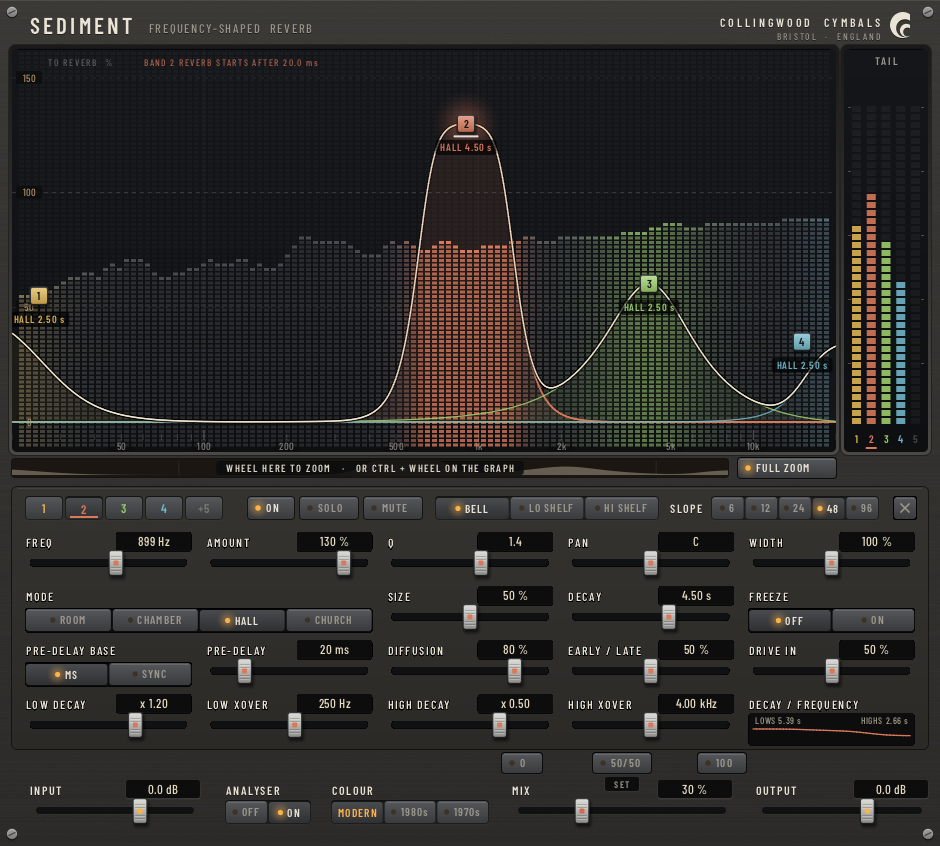 SEDIMENT FREQUENCY-SHAPED REVERB
COLLINGWOOD CYMBALS
BRISTOL · ENGLAND
TO REVERB % BAND 2 REVERB STARTS AFTER 20.0 ms
TAIL
150
2
HALL 4.50 s
100
3
HALL 2.50 s
1
50
HALL 2.50 s
4
HALL 2.50 s
0
50 100 200 500 1k 2k 5k 10k
1 2 3 4 5
WHEEL HERE TO ZOOM · OR CTRL + WHEEL ON THE GRAPH
FULL ZOOM
1 2 3 4 +5 ON SOLO MUTE BELL LO SHELF HI SHELF SLOPE 6 12 24 48 96
FREQ 899 Hz AMOUNT 130 % Q 1.4 PAN C WIDTH 100 %
MODE SIZE 50 % DECAY 4.50 s FREEZE
ROOM CHAMBER HALL CHURCH OFF ON
PRE-DELAY BASE PRE-DELAY 20 ms DIFFUSION 80 % EARLY / LATE 50 % DRIVE IN 50 %
MS SYNC
LOW DECAY x 1.20 LOW XOVER 250 Hz HIGH DECAY x 0.50 HIGH XOVER 4.00 kHz DECAY / FREQUENCY
LOWS 5.39 s HIGHS 2.66 s
0 50/50 100
INPUT 0.0 dB ANALYSER COLOUR MIX SET 30 % OUTPUT 0.0 dB
OFF ON MODERN 1980s 1970s